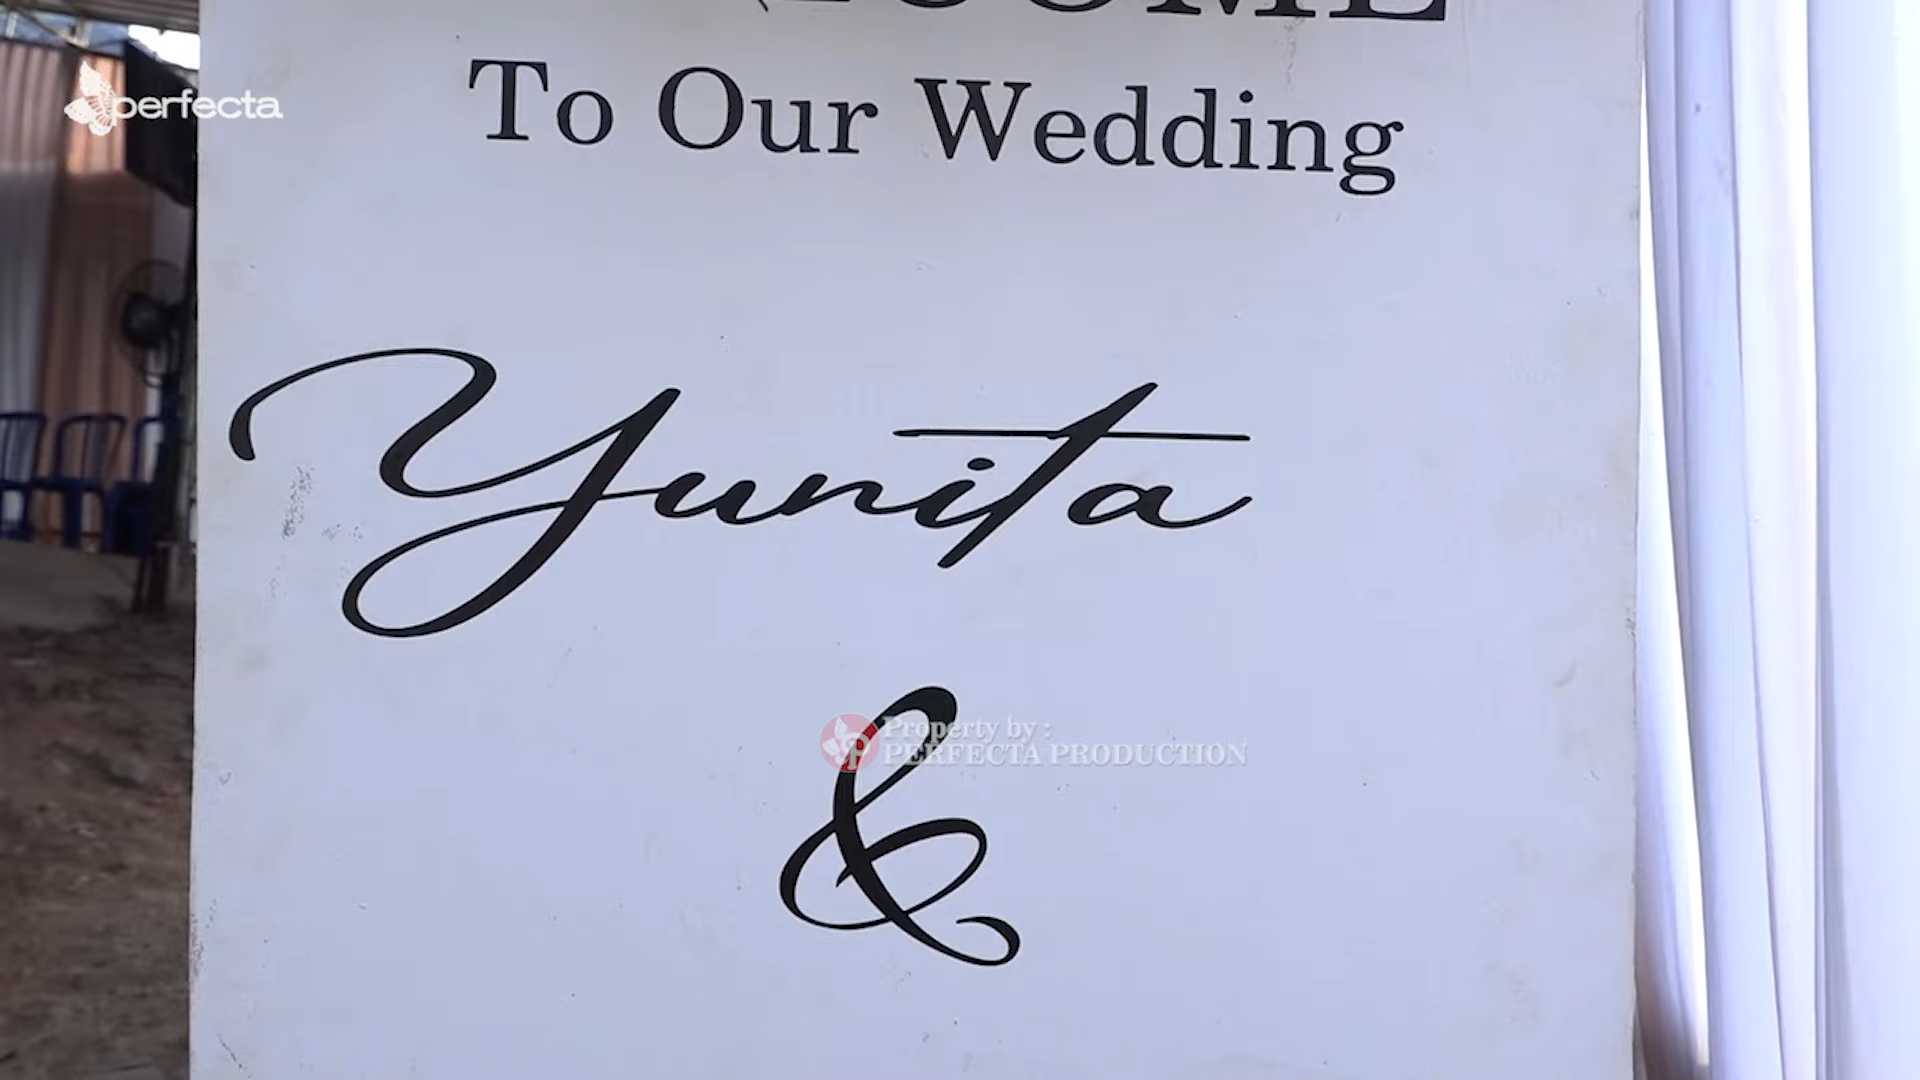 To Our Wedding
perfecta
Yunita
&
Property by :
PERFECTA PRODUCTION